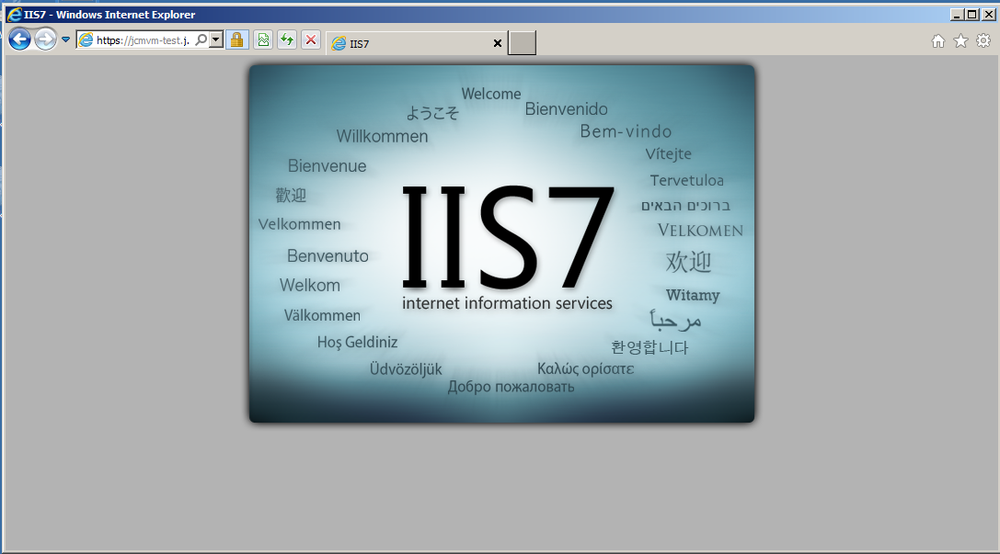 IIS7 - Windows Internet Explorer
https://jcmvm-test.j.
IIS7
Welcome
ようこそ
Bienvenido
Willkommen
Bem-vindo
Vítejte
Bienvenue
Tervetuloa
歡迎
ברוכים הבאים
Velkommen
VELKOMEN
Benvenuto
欢迎
Welkom
Witamy
Välkommen
مرحباً
Hoş Geldiniz
환영합니다
Üdvözöljük
Καλώς ορίσατε
Добро пожаловать
IIS7
internet information services